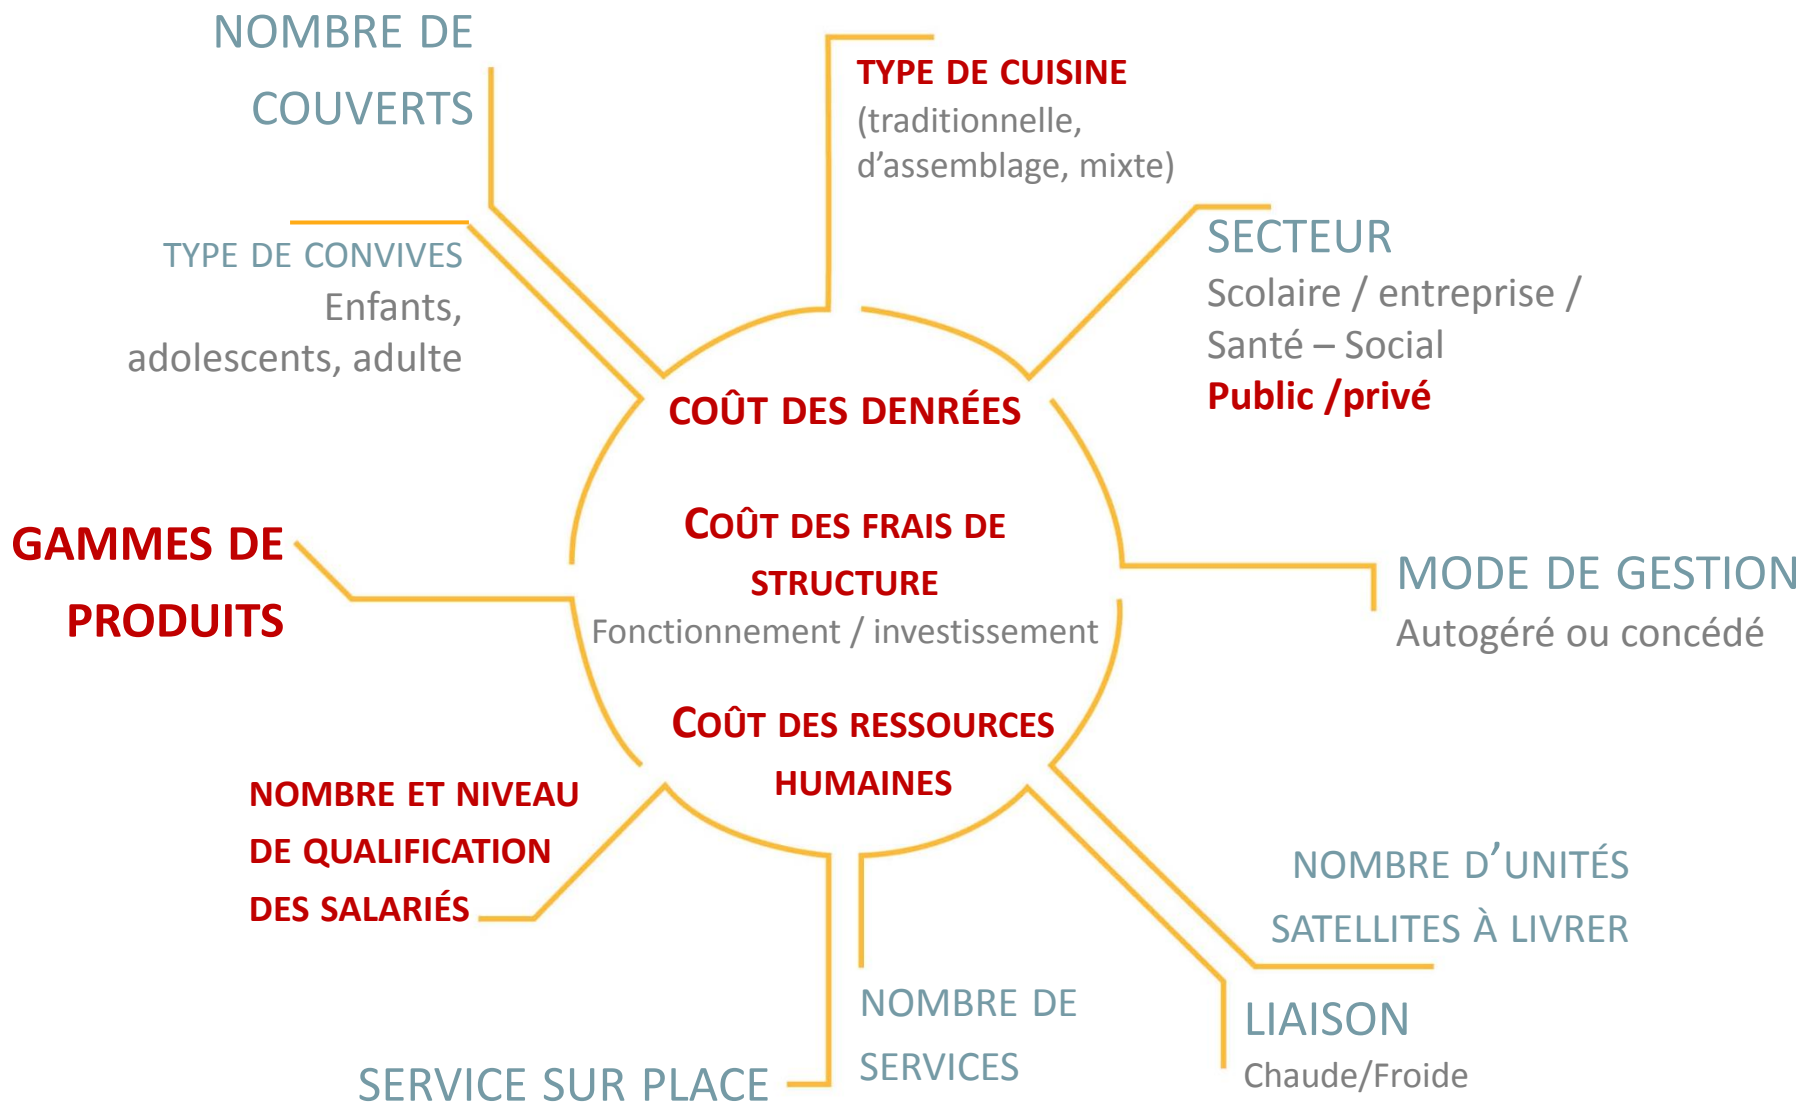 NOMBRE DE
COUVERTS
TYPE DE CUISINE
(traditionnelle,
d’assemblage, mixte)
TYPE DE CONVIVES
Enfants,
adolescents, adulte
SECTEUR
Scolaire / entreprise /
Santé – Social
Public /privé
COÛT DES DENRÉES
COÛT DES FRAIS DE
STRUCTURE
Fonctionnement / investissement
COÛT DES RESSOURCES
HUMAINES
GAMMES DE
PRODUITS
MODE DE GESTION
Autogéré ou concédé
NOMBRE ET NIVEAU
DE QUALIFICATION
DES SALARIÉS
NOMBRE D’UNITÉS
SATELLITES À LIVRER
NOMBRE DE
SERVICES
LIAISON
Chaude/Froide
SERVICE SUR PLACE